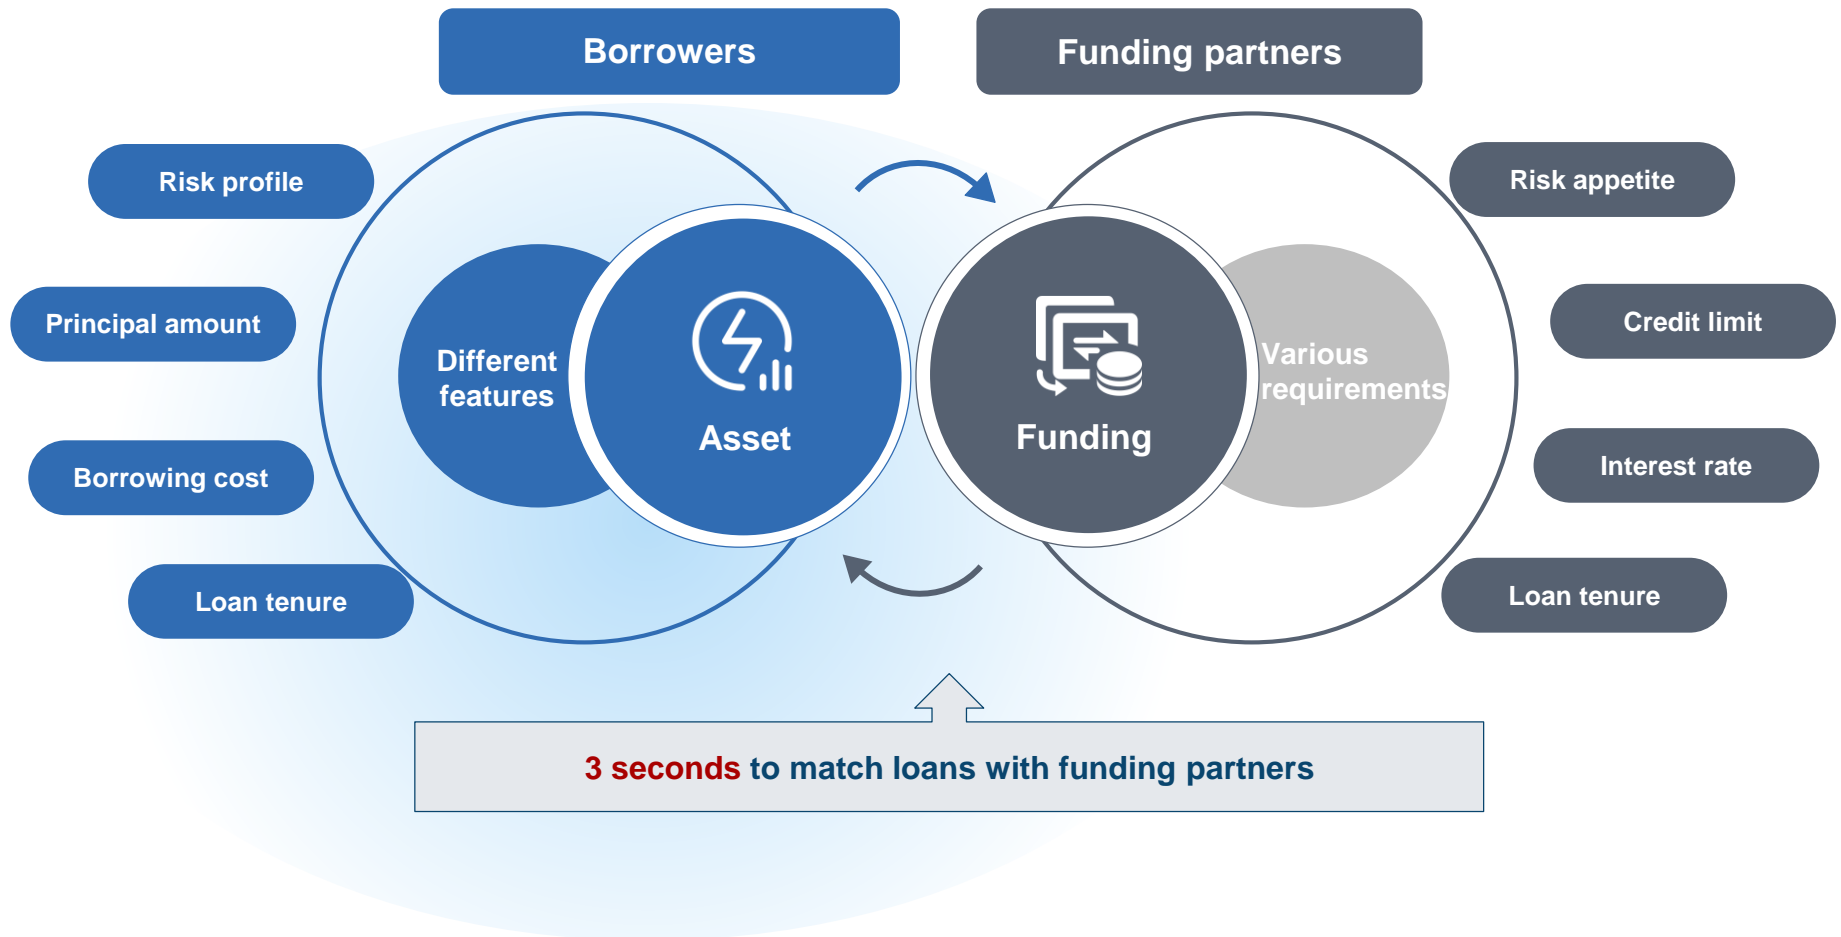 Borrowers
Funding partners
Risk profile
Principal amount
Borrowing cost
Loan tenure
Different
features
Asset
Funding
Various
requirements
Risk appetite
Credit limit
Interest rate
Loan tenure
3 seconds to match loans with funding partners